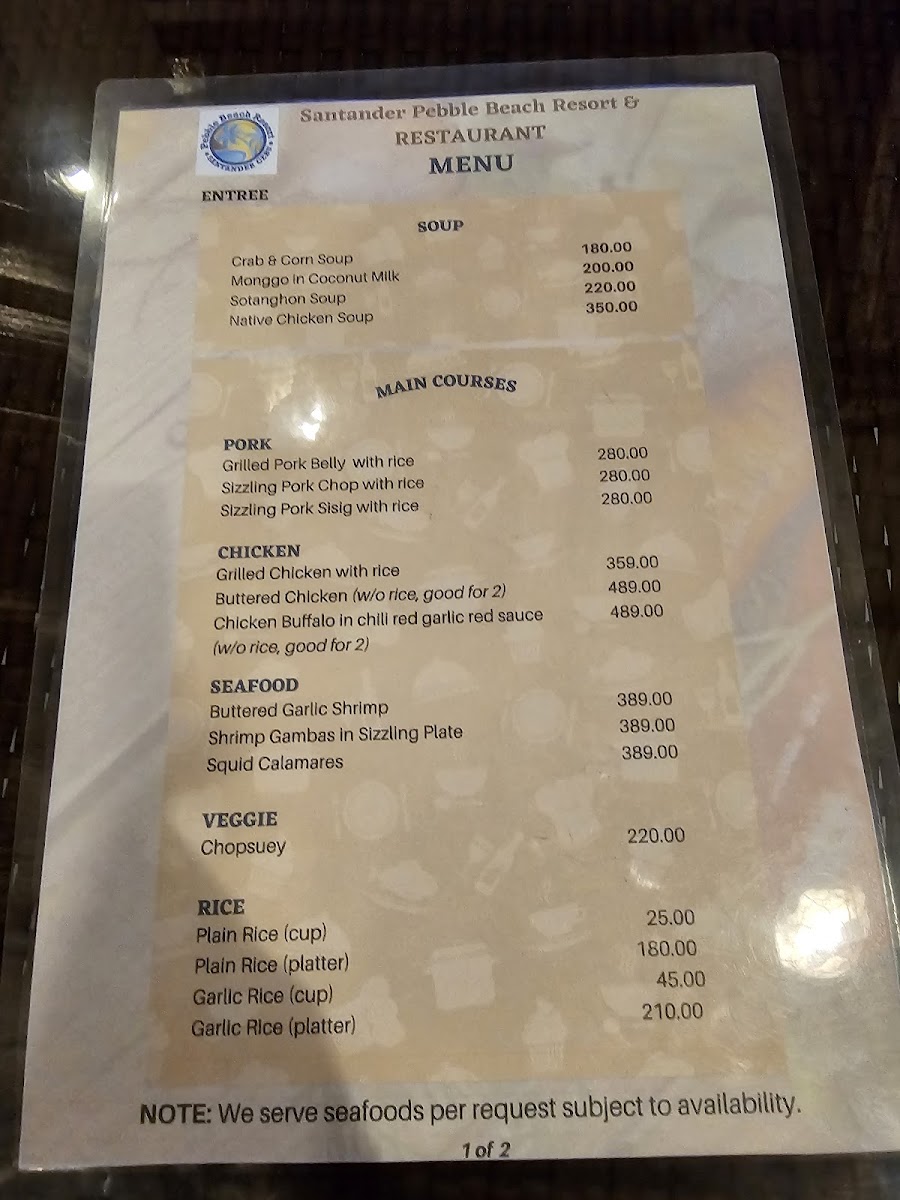 Pebble Beach Resort
SANTANDER CEBU
Santander Pebble Beach Resort &
RESTAURANT
MENU
ENTREE
SOUP
Crab & Corn Soup 180.00
Monggo in Coconut Milk 200.00
Sotanghon Soup 220.00
Native Chicken Soup 350.00
MAIN COURSES
PORK
Grilled Pork Belly with rice 280.00
Sizzling Pork Chop with rice 280.00
Sizzling Pork Sisig with rice 280.00
CHICKEN
Grilled Chicken with rice 359.00
Buttered Chicken (w/o rice, good for 2) 489.00
Chicken Buffalo in chili red garlic red sauce 489.00
(w/o rice, good for 2)
SEAFOOD
Buttered Garlic Shrimp 389.00
Shrimp Gambas in Sizzling Plate 389.00
Squid Calamares 389.00
VEGGIE
Chopsuey 220.00
RICE
Plain Rice (cup) 25.00
Plain Rice (platter) 180.00
Garlic Rice (cup) 45.00
Garlic Rice (platter) 210.00
NOTE: We serve seafoods per request subject to availability.
1 of 2